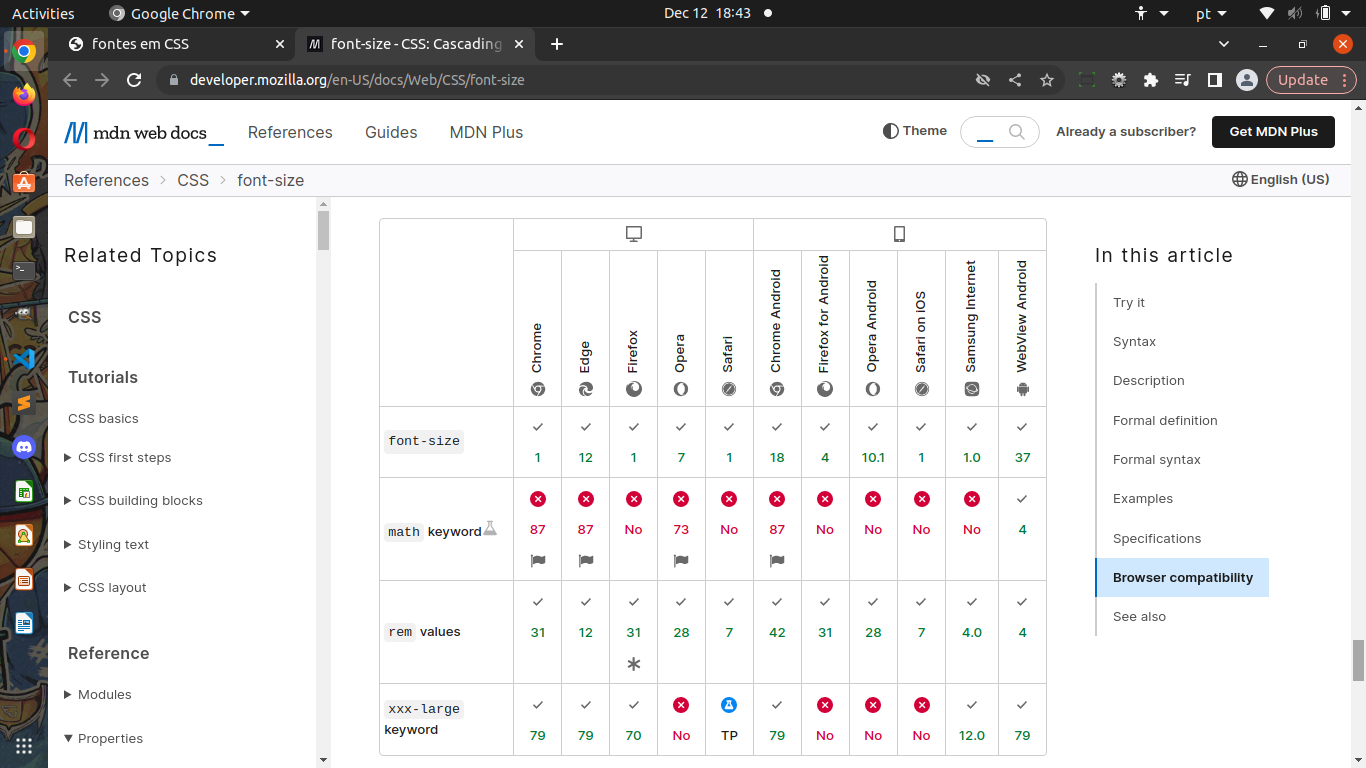 Activities Google Chrome Dec 12 18:43 pt
fontes em CSS font-size - CSS: Cascading
developer.mozilla.org/en-US/docs/Web/CSS/font-size Update
mdn web docs_ References Guides MDN Plus Theme Already a subscriber? Get MDN Plus
References CSS font-size English (US)
Related Topics
CSS
Tutorials
CSS basics
CSS first steps
CSS building blocks
Styling text
CSS layout
Reference
Modules
Properties
Chrome Edge Firefox Opera Safari Chrome Android Firefox for Android Opera Android Safari on iOS Samsung Internet WebView Android
font-size
1 12 1 7 1 18 4 10.1 1 1.0 37
math keyword
87 87 No 73 No 87 No No No No 4
rem values
31 12 31 28 7 42 31 28 7 4.0 4
*
xxx-large
keyword
79 79 70 No TP 79 No No No 12.0 79
In this article
Try it
Syntax
Description
Formal definition
Formal syntax
Examples
Specifications
Browser compatibility
See also